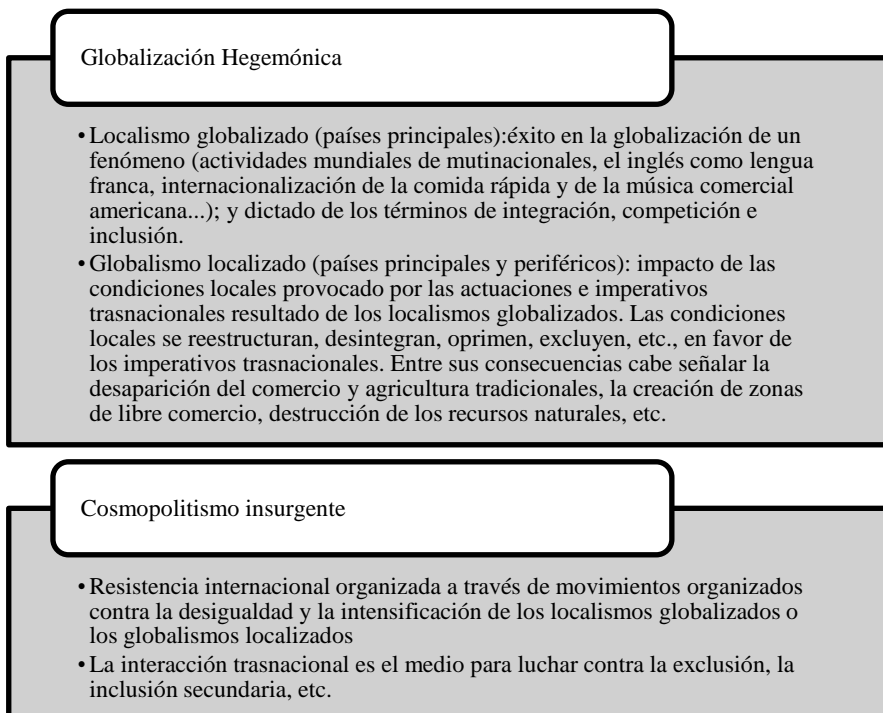 Globalización Hegemónica
•Localismo globalizado (países principales):éxito en la globalización de un
fenómeno (actividades mundiales de mutinacionales, el inglés como lengua
franca, internacionalización de la comida rápida y de la música comercial
americana...); y dictado de los términos de integración, competición e
inclusión.
•Globalismo localizado (países principales y periféricos): impacto de las
condiciones locales provocado por las actuaciones e imperativos
trasnacionales resultado de los localismos globalizados. Las condiciones
locales se reestructuran, desintegran, oprimen, excluyen, etc., en favor de
los imperativos trasnacionales. Entre sus consecuencias cabe señalar la
desaparición del comercio y agricultura tradicionales, la creación de zonas
de libre comercio, destrucción de los recursos naturales, etc.
Cosmopolitismo insurgente
•Resistencia internacional organizada a través de movimientos organizados
contra la desigualdad y la intensificación de los localismos globalizados o
los globalismos localizados
•La interacción trasnacional es el medio para luchar contra la exclusión, la
inclusión secundaria, etc.